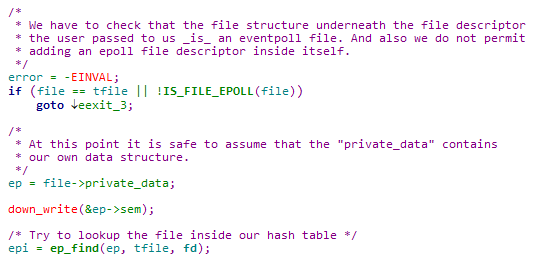 /*
 * We have to check that the file structure underneath the file descriptor
 * the user passed to us _is_ an eventpoll file. And also we do not permit
 * adding an epoll file descriptor inside itself.
 */
error = -EINVAL;
if (file == tfile || !IS_FILE_EPOLL(file))
    goto ↓eexit_3;
/*
 * At this point it is safe to assume that the "private_data" contains
 * our own data structure.
 */
ep = file->private_data;
down_write(&ep->sem);
/* Try to lookup the file inside our hash table */
epi = ep_find(ep, tfile, fd);